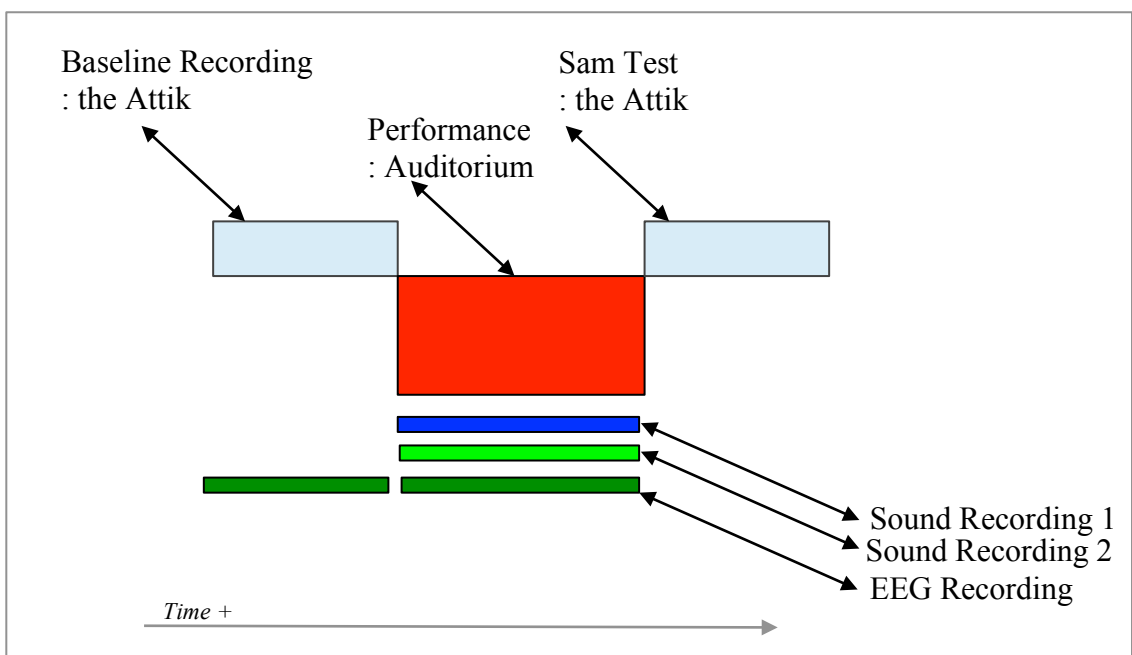 Baseline Recording
: the Attik
Performance
: Auditorium
Sam Test
: the Attik
Sound Recording 1
Sound Recording 2
EEG Recording
Time +